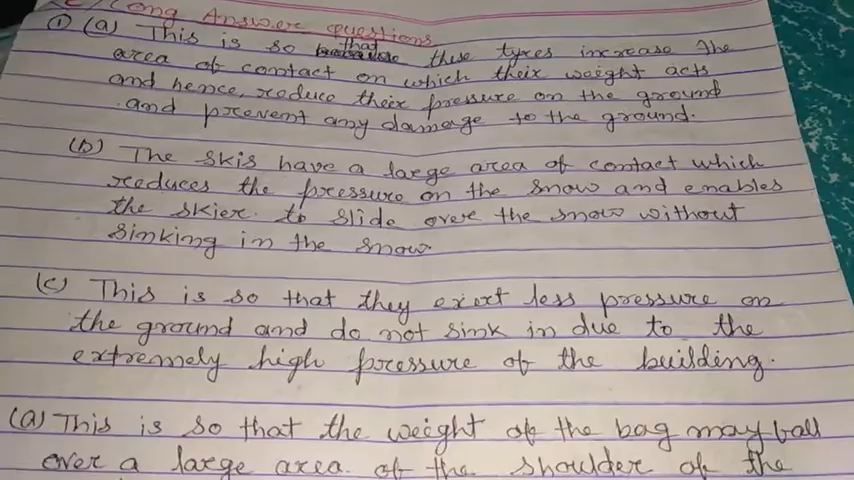 Long Answer questions
① (a) This is so that these tyres increase the
area of contact on which their weight acts
and hence, reduce their pressure on the ground
and prevent any damage to the ground.
(b) The skis have a large area of contact which
reduces the pressure on the snow and enables
the skier. to slide over the snow without
sinking in the snow
(c) This is so that they exert less pressure on
the ground and do not sink in due to the
extremely high pressure of the building.
(a) This is so that the weight of the bag may fall
over a large area. of the shoulder of the